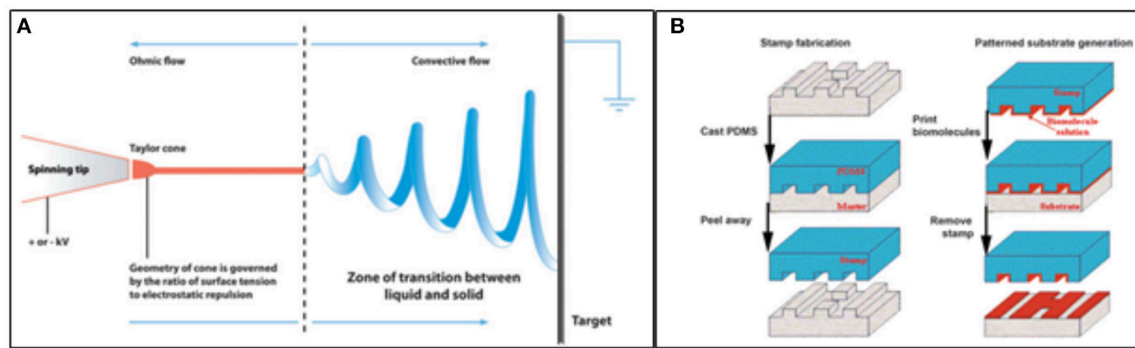 A
Ohmic flow
Convective flow
Taylor cone
Spinning tip
+ or - kV
Geometry of cone is governed
by the ratio of surface tension
to electrostatic repulsion
Zone of transition between
liquid and solid
Target
B
Stamp fabrication
Cast PDMS
PDMS
Master
Peel away
Stamp
Patterned substrate generation
Stamp
Biomolecule
solution
Print
biomolecules
Substrate
Remove
stamp